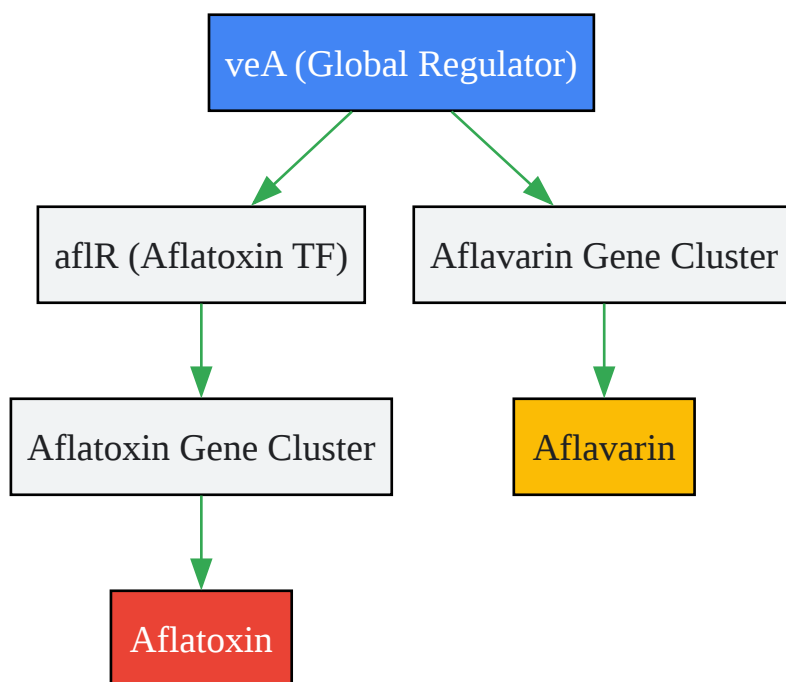 veA (Global Regulator)
aflR (Aflatoxin TF)
Aflavarin Gene Cluster
Aflatoxin Gene Cluster
Aflavarin
Aflatoxin